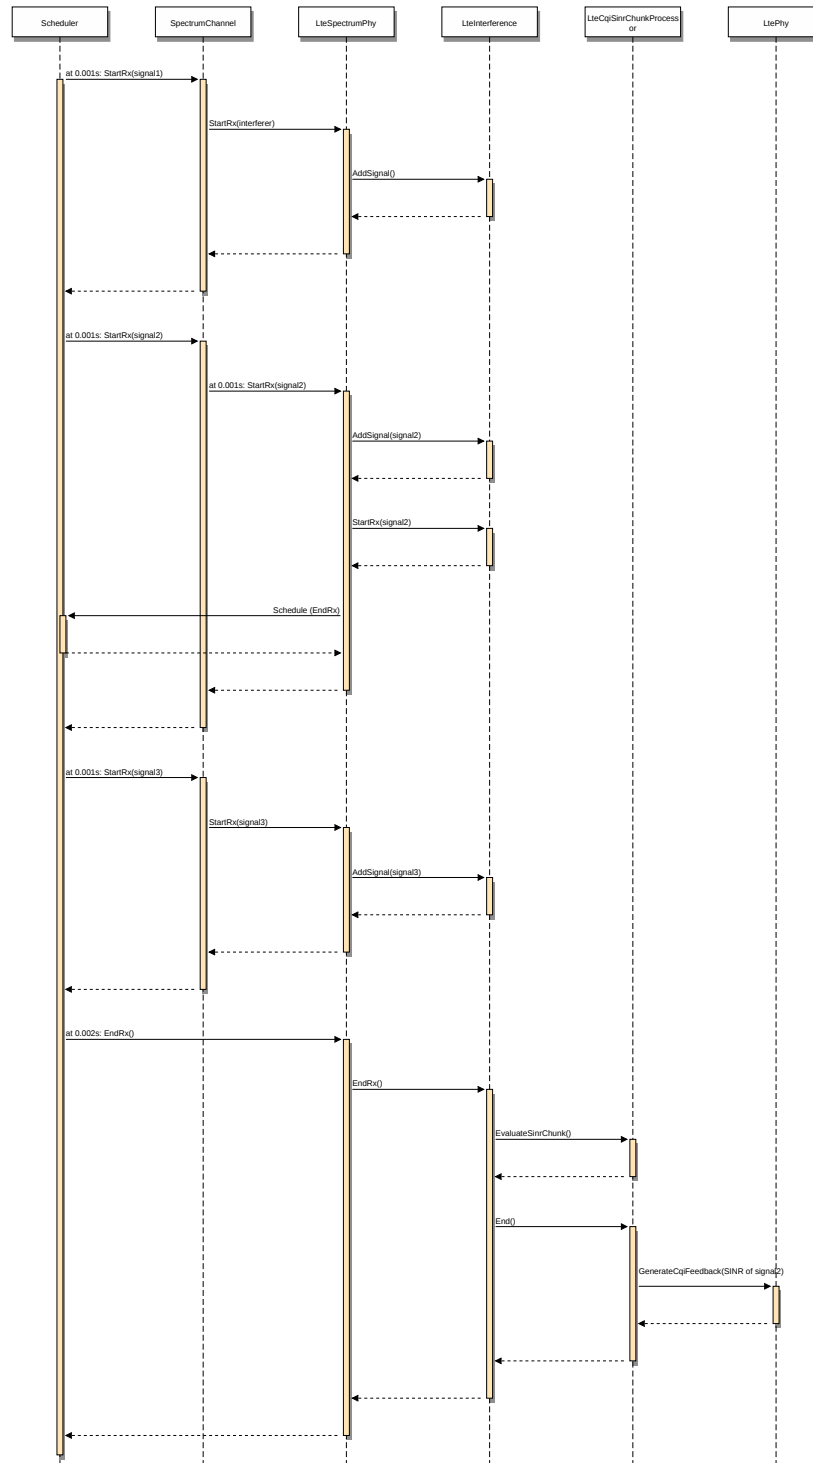 Scheduler
SpectrumChannel
LteSpectrumPhy
LteInterference
LteCqiSinrChunkProcess
or
LtePhy
at 0.001s: StartRx(signal1)
StartRx(interferer)
AddSignal()
at 0.001s: StartRx(signal2)
at 0.001s: StartRx(signal2)
AddSignal(signal2)
StartRx(signal2)
Schedule (EndRx)
at 0.001s: StartRx(signal3)
StartRx(signal3)
AddSignal(signal3)
at 0.002s: EndRx()
EndRx()
EvaluateSinrChunk()
End()
GenerateCqiFeedback(SINR of signal2)